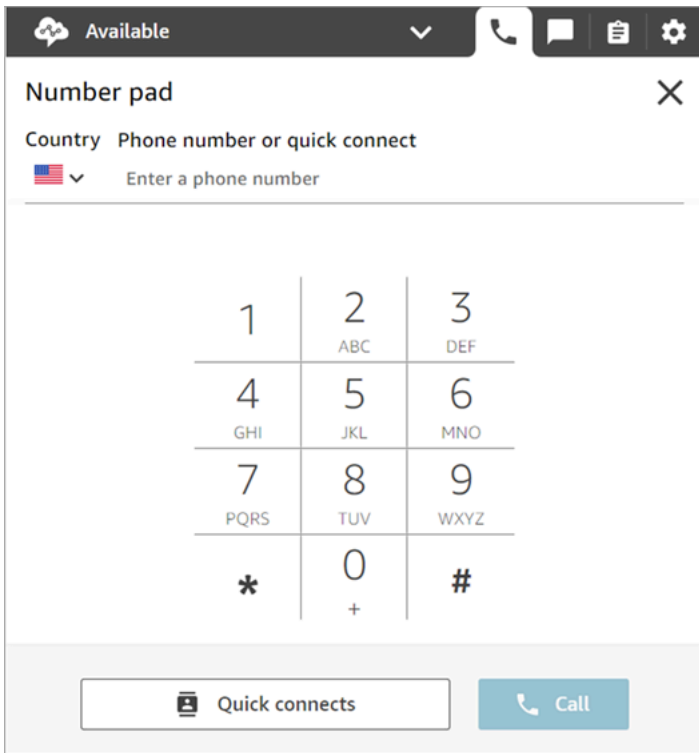 Available
Number pad
Country Phone number or quick connect
Enter a phone number
1 2 3
ABC DEF
4 5 6
GHI JKL MNO
7 8 9
PQRS TUV WXYZ
* 0 #
+
Quick connects Call